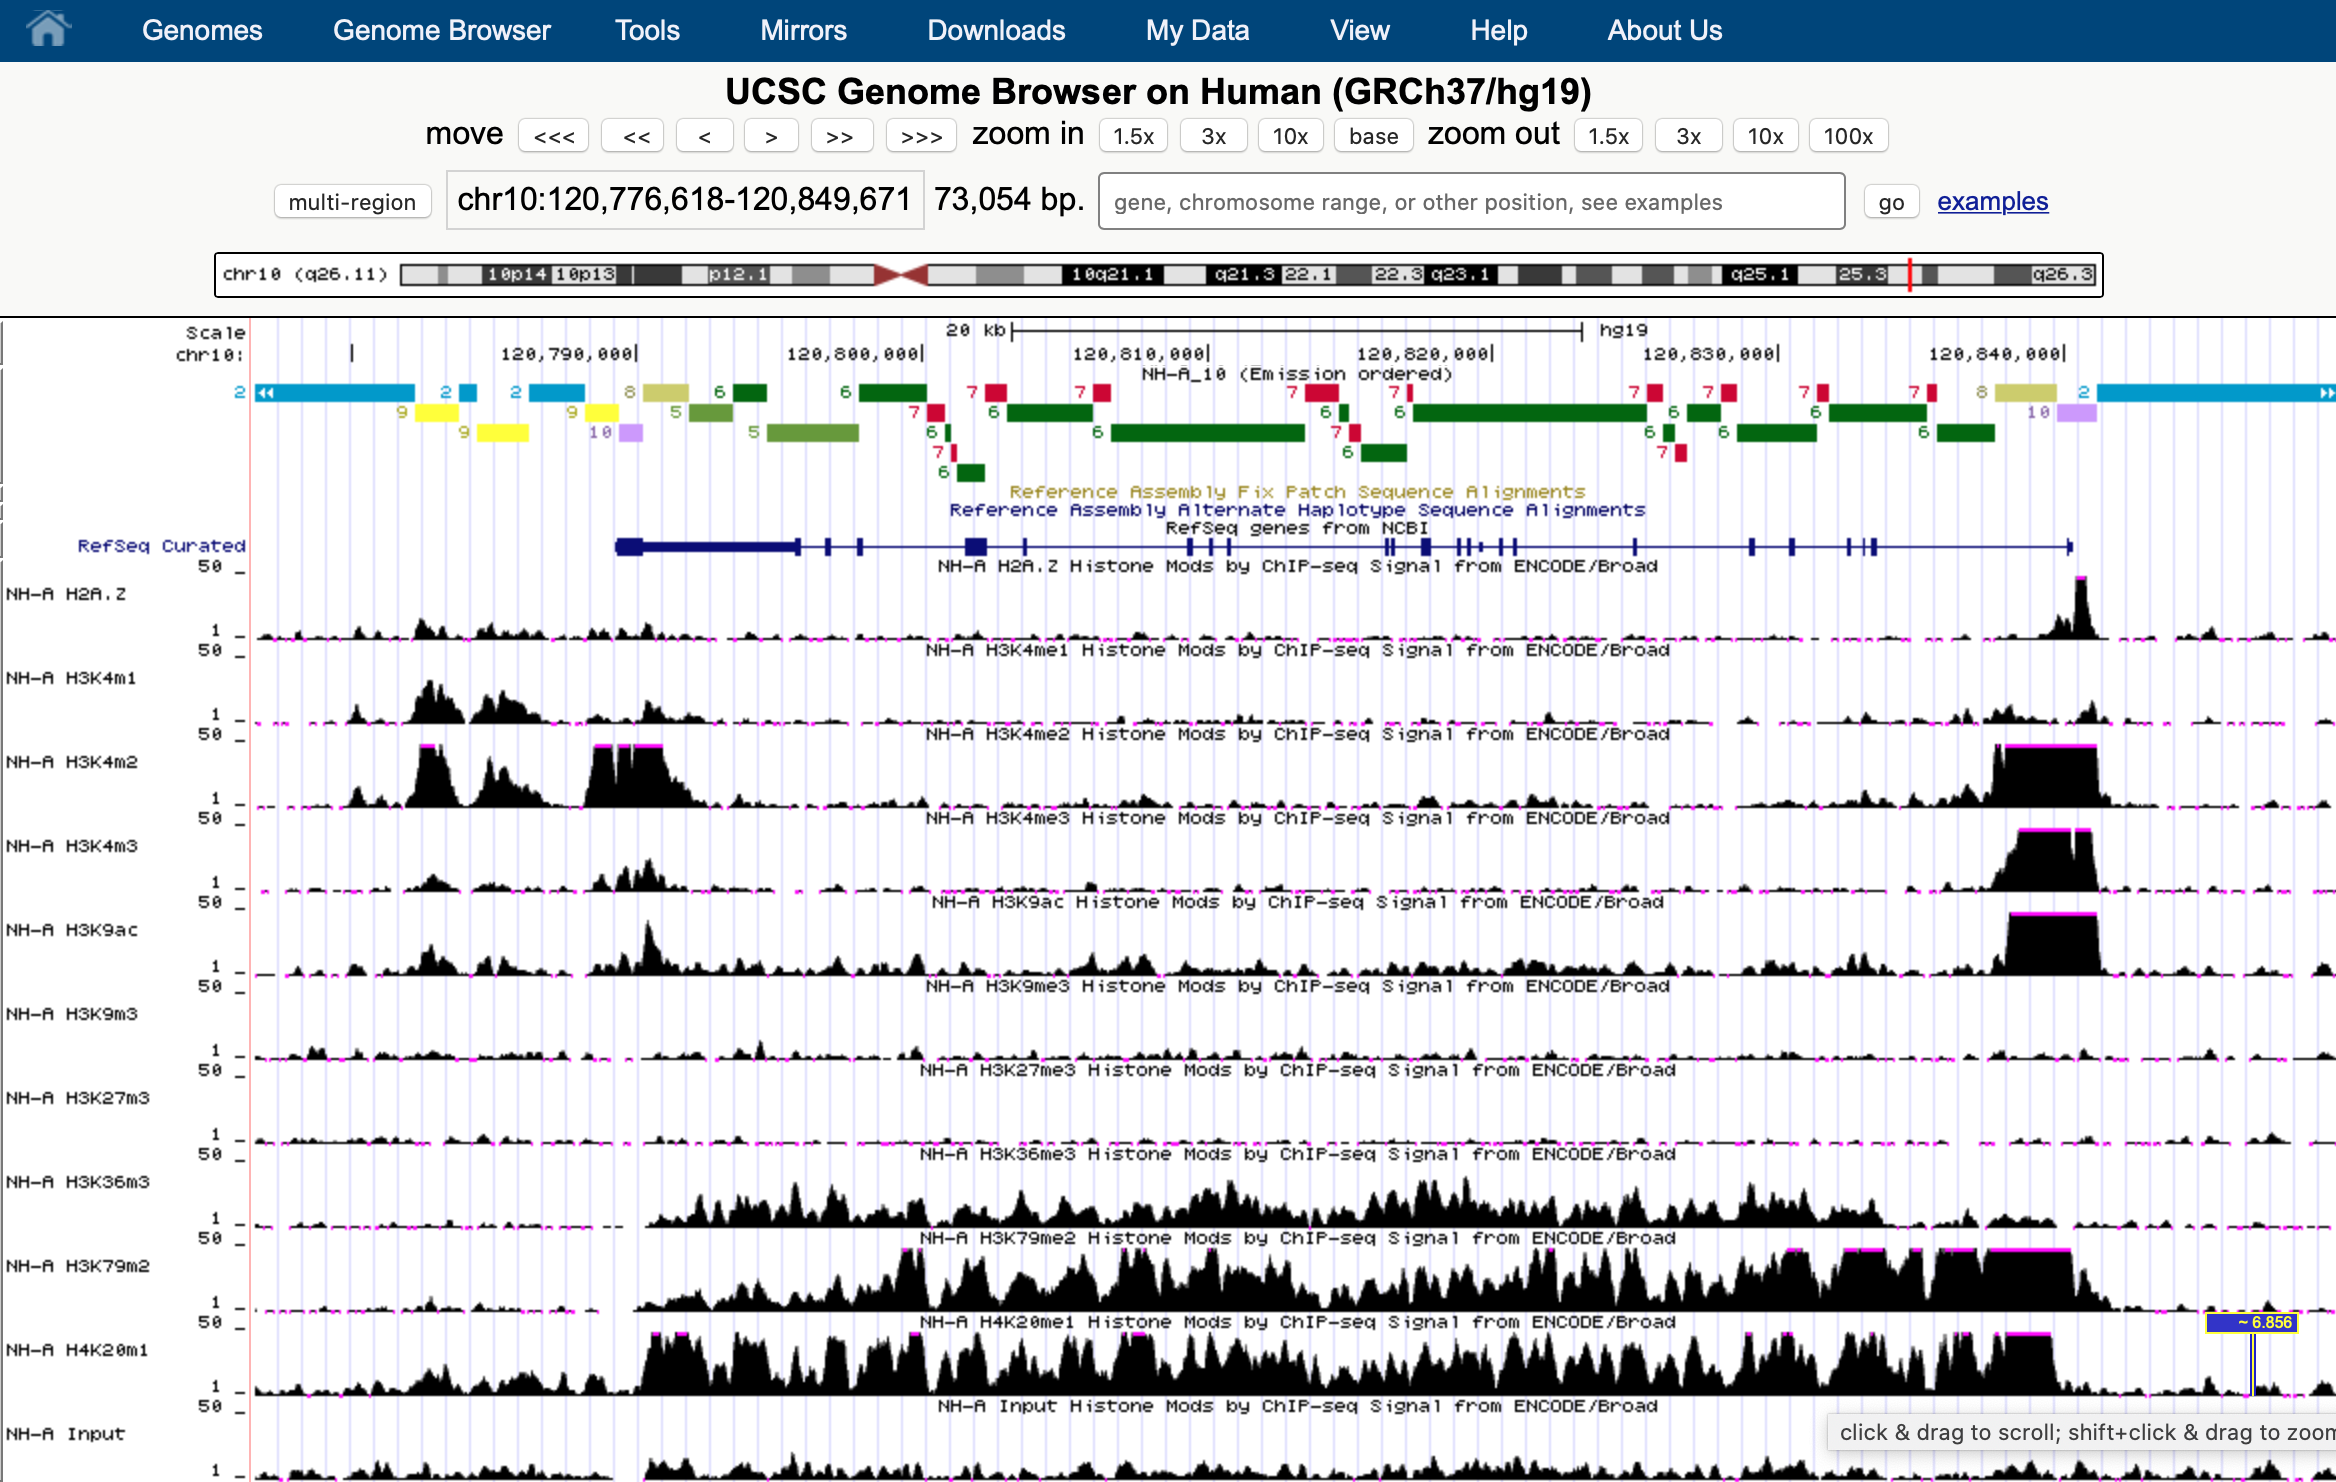 Genomes Genome Browser Tools Mirrors Downloads My Data View Help About Us
UCSC Genome Browser on Human (GRCh37/hg19)
move <<< << < > >> >>> zoom in 1.5x 3x 10x base zoom out 1.5x 3x 10x 100x
multi-region chr10:120,776,618-120,849,671 73,054 bp. gene, chromosome range, or other position, see examples go examples
chr10 (q26.11) 10p14 10p13 p12.1 10q21.1 q21.3 22.1 22.3 q23.1 q25.1 25.3 q26.3
Scale 20 kb hg19
chr10: 120,790,000 120,800,000 120,810,000 120,820,000 120,830,000 120,840,000
NH-A_10 (Emission ordered)
2 2 2 8 6 6 7 7 7 7 7 7 7 7 8 2
9 9 5 7 6 6 6 6 6 10
9 10 5 6 6 7 6 6 6
7 6 7
6
Reference Assembly Fix Patch Sequence Alignments
Reference Assembly Alternate Haplotype Sequence Alignments
RefSeq genes from NCBI
RefSeq Curated
50 NH-A H2A.Z Histone Mods by ChIP-seq Signal from ENCODE/Broad
NH-A H2A.Z
1
50 NH-A H3K4me1 Histone Mods by ChIP-seq Signal from ENCODE/Broad
NH-A H3K4m1
1
50 NH-A H3K4me2 Histone Mods by ChIP-seq Signal from ENCODE/Broad
NH-A H3K4m2
1
50 NH-A H3K4me3 Histone Mods by ChIP-seq Signal from ENCODE/Broad
NH-A H3K4m3
1
50 NH-A H3K9ac Histone Mods by ChIP-seq Signal from ENCODE/Broad
NH-A H3K9ac
1
50 NH-A H3K9me3 Histone Mods by ChIP-seq Signal from ENCODE/Broad
NH-A H3K9m3
1
50 NH-A H3K27me3 Histone Mods by ChIP-seq Signal from ENCODE/Broad
NH-A H3K27m3
1
50 NH-A H3K36me3 Histone Mods by ChIP-seq Signal from ENCODE/Broad
NH-A H3K36m3
1
50 NH-A H3K79me2 Histone Mods by ChIP-seq Signal from ENCODE/Broad
NH-A H3K79m2
1
50 NH-A H4K20me1 Histone Mods by ChIP-seq Signal from ENCODE/Broad
~ 6.856
NH-A H4K20m1
1
50 NH-A Input Histone Mods by ChIP-seq Signal from ENCODE/Broad
NH-A Input
click & drag to scroll; shift+click & drag to zoom
1